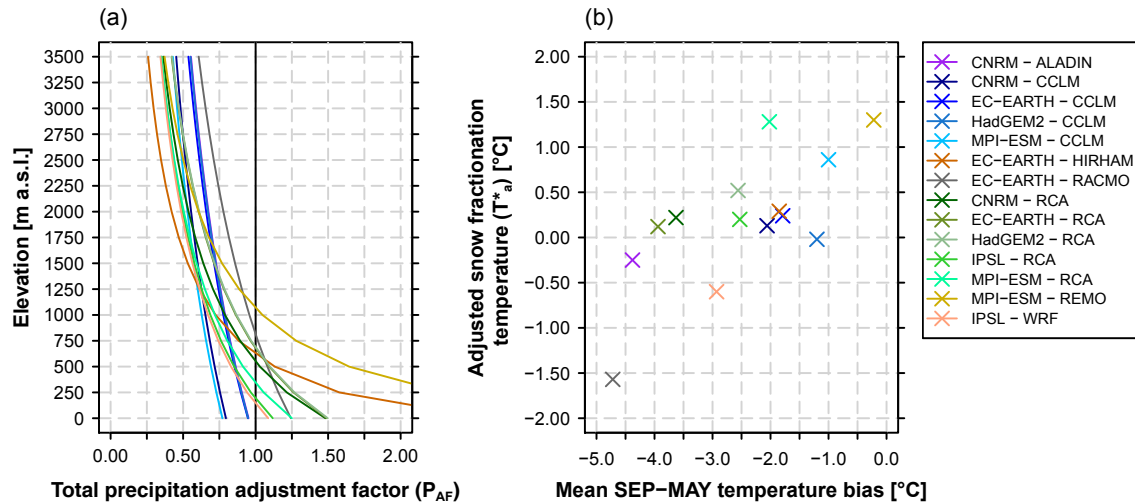 (a)
Elevation [m a.s.l.]
3500
3250
3000
2750
2500
2250
2000
1750
1500
1250
1000
750
500
250
0
0.00 0.50 1.00 1.50 2.00
Total precipitation adjustment factor (P_AF)
(b)
Adjusted snow fractionation
temperature (T*_a) [°C]
2.00
1.50
1.00
0.50
0.00
−0.50
−1.00
−1.50
−2.00
−5.0 −4.0 −3.0 −2.0 −1.0 0.0
Mean SEP−MAY temperature bias [°C]
CNRM − ALADIN
CNRM − CCLM
EC−EARTH − CCLM
HadGEM2 − CCLM
MPI−ESM − CCLM
EC−EARTH − HIRHAM
EC−EARTH − RACMO
CNRM − RCA
EC−EARTH − RCA
HadGEM2 − RCA
IPSL − RCA
MPI−ESM − RCA
MPI−ESM − REMO
IPSL − WRF